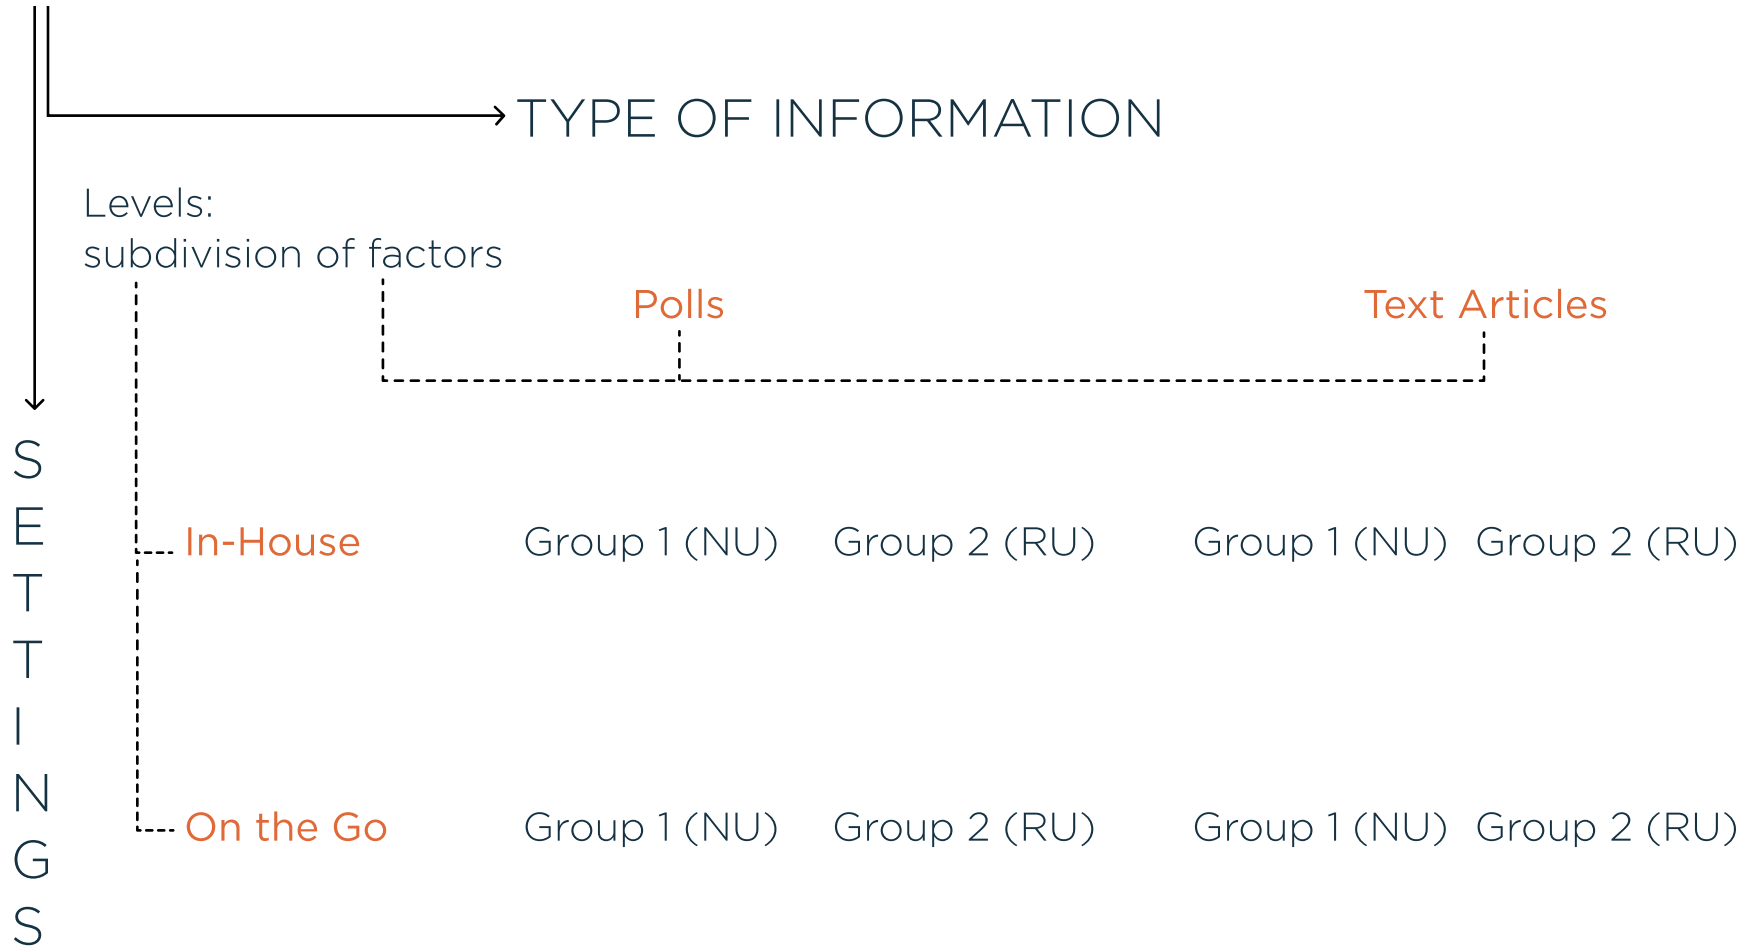 TYPE OF INFORMATION
Levels:
subdivision of factors
Polls
Text Articles
SETTINGS
In-House
Group 1 (NU)
Group 2 (RU)
Group 1 (NU)
Group 2 (RU)
On the Go
Group 1 (NU)
Group 2 (RU)
Group 1 (NU)
Group 2 (RU)